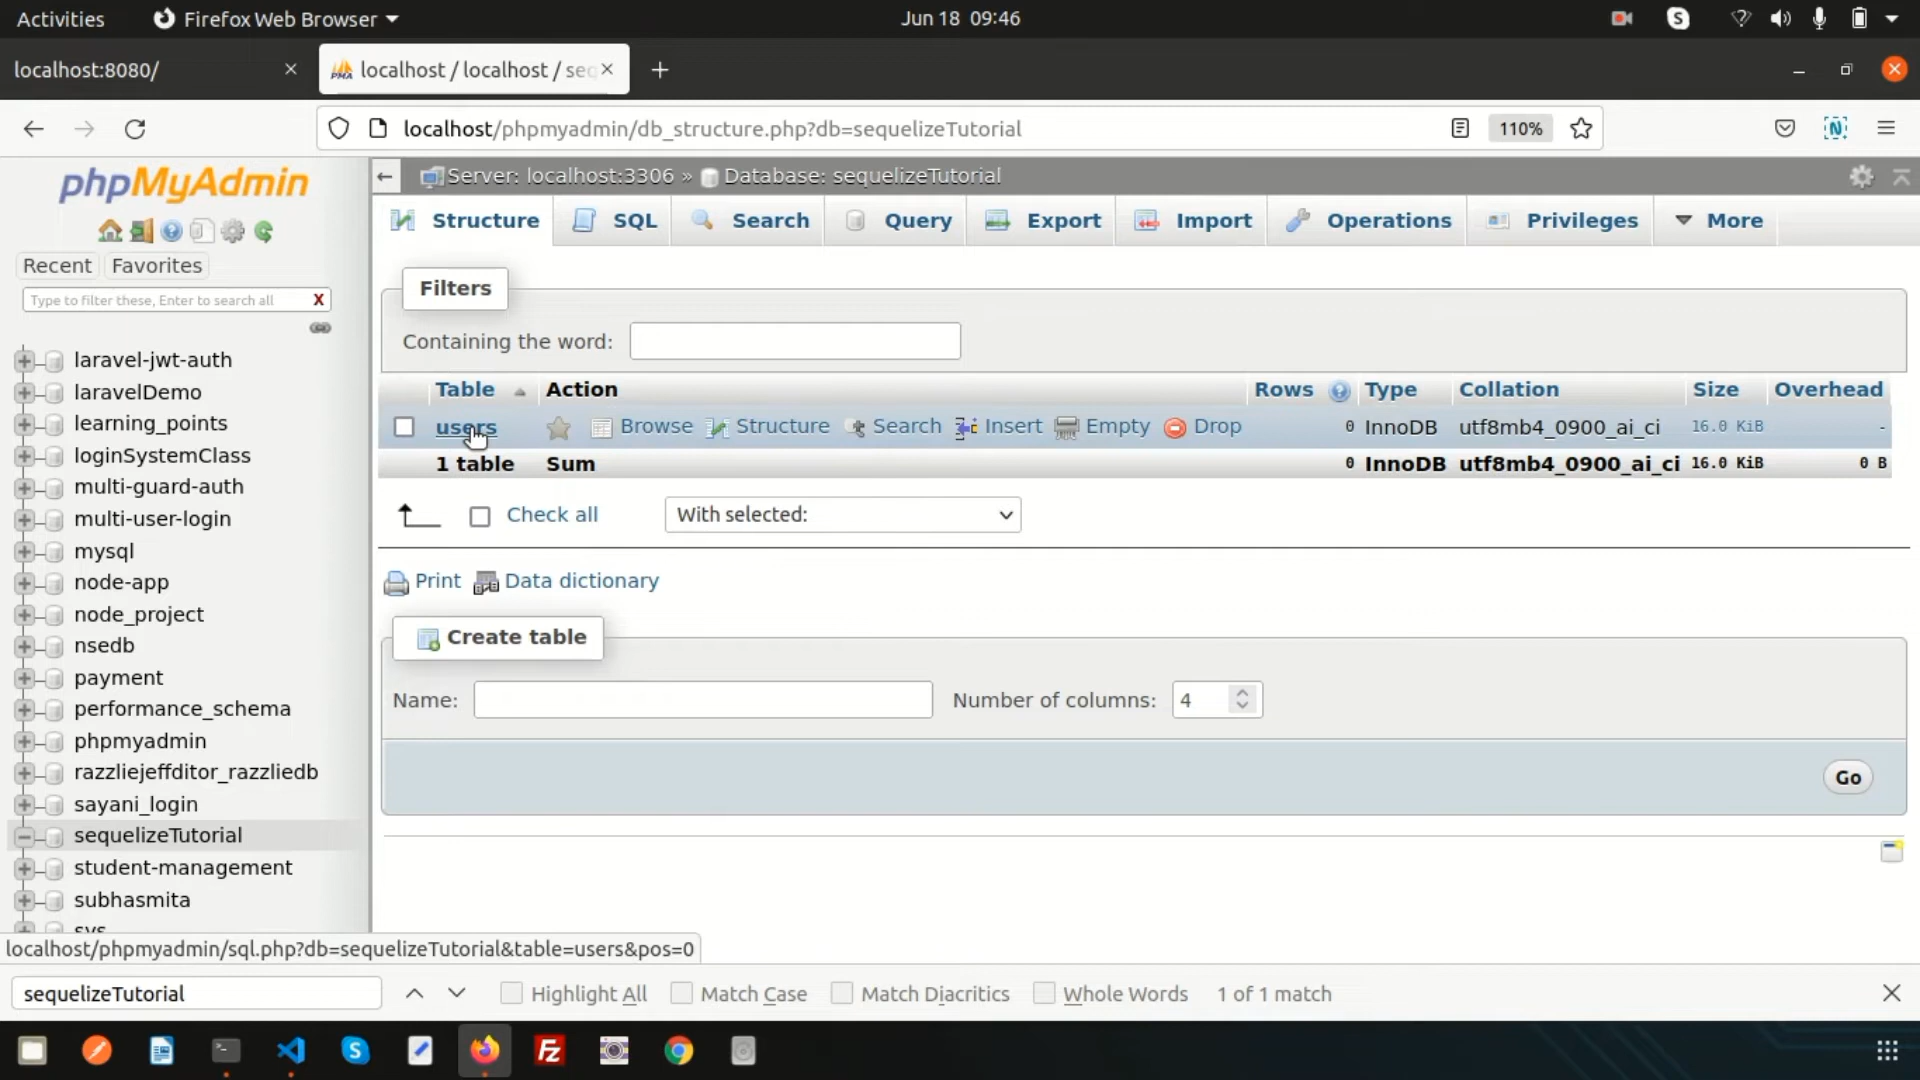 Activities Firefox Web Browser Jun 18 09:46
localhost:8080/ localhost / localhost / seq
localhost/phpmyadmin/db_structure.php?db=sequelizeTutorial 110%
phpMyAdmin
Recent Favorites
Type to filter these, Enter to search all X
laravel-jwt-auth
laravelDemo
learning_points
loginSystemClass
multi-guard-auth
multi-user-login
mysql
node-app
node_project
nsedb
payment
performance_schema
phpmyadmin
razzliejeffditor_razzliedb
sayani_login
sequelizeTutorial
student-management
subhasmita
sys
Server: localhost:3306 » Database: sequelizeTutorial
Structure SQL Search Query Export Import Operations Privileges More
Filters
Containing the word:
Table Action Rows Type Collation Size Overhead
users Browse Structure Search Insert Empty Drop 0 InnoDB utf8mb4_0900_ai_ci 16.0 KiB -
1 table Sum 0 InnoDB utf8mb4_0900_ai_ci 16.0 KiB 0 B
Check all With selected:
Print Data dictionary
Create table
Name: Number of columns: 4
Go
localhost/phpmyadmin/sql.php?db=sequelizeTutorial&table=users&pos=0
sequelizeTutorial Highlight All Match Case Match Diacritics Whole Words 1 of 1 match